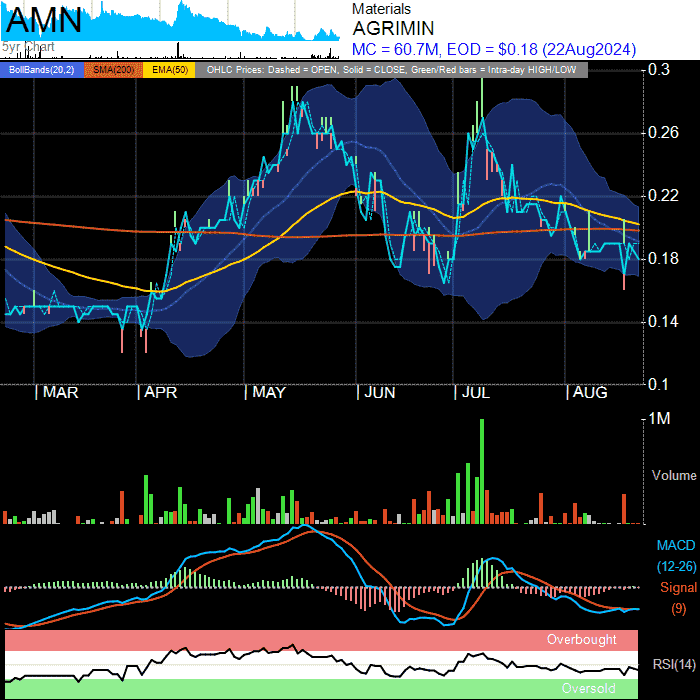 AMN
5yr Chart
Materials
AGRIMIN
MC = 60.7M, EOD = $0.18 (22Aug2024)
BollBands(20,2) SMA(200) EMA(50) OHLC Prices: Dashed = OPEN, Solid = CLOSE, Green/Red bars = Intra-day HIGH/LOW
0.3
0.26
0.22
0.18
0.14
0.1
| MAR | APR | MAY | JUN | JUL | AUG
1M
Volume
MACD
(12-26)
Signal
(9)
Overbought
RSI(14)
Oversold